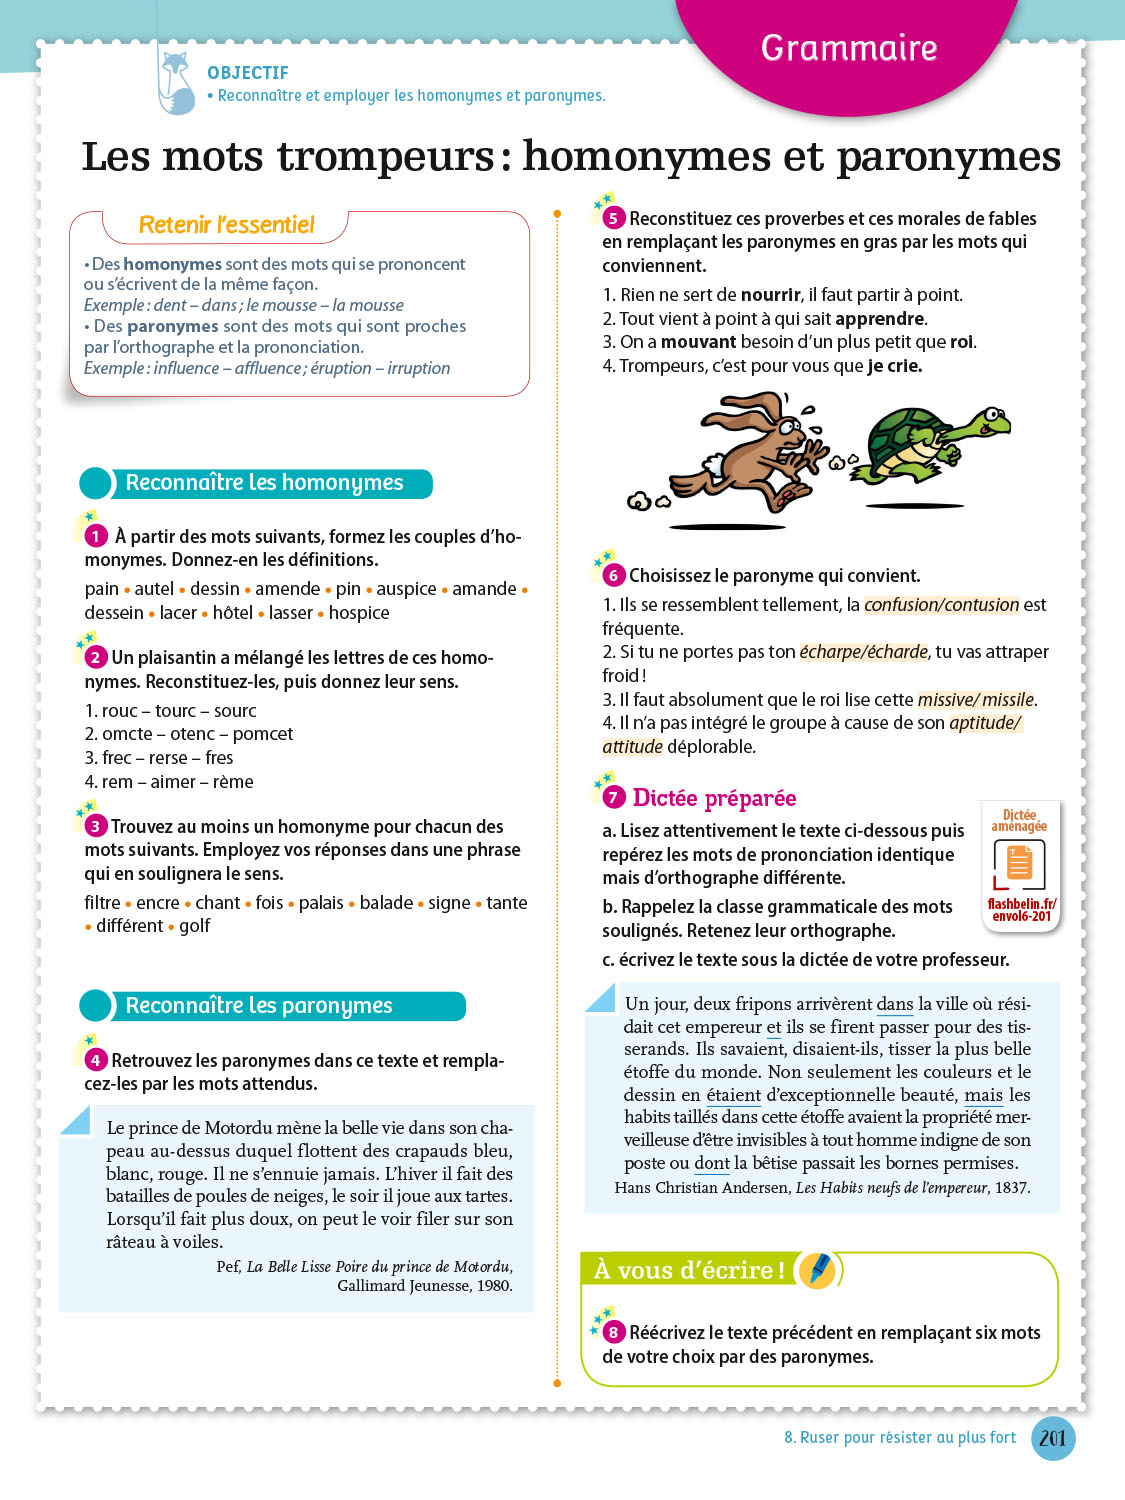 Grammaire
OBJECTIF
• Reconnaître et employer les homonymes et paronymes.
Les mots trompeurs : homonymes et paronymes
Retenir l'essentiel
• Des homonymes sont des mots qui se prononcent
ou s'écrivent de la même façon.
Exemple : dent – dans ; le mousse – la mousse
• Des paronymes sont des mots qui sont proches
par l'orthographe et la prononciation.
Exemple : influence – affluence ; éruption – irruption
Reconnaître les homonymes
1 À partir des mots suivants, formez les couples d'ho-
monymes. Donnez-en les définitions.
pain • autel • dessin • amende • pin • auspice • amande •
dessein • lacer • hôtel • lasser • hospice
2 Un plaisantin a mélangé les lettres de ces homo-
nymes. Reconstituez-les, puis donnez leur sens.
1. rouc – tourc – sourc
2. omcte – otenc – pomcet
3. frec – rerse – fres
4. rem – aimer – rème
3 Trouvez au moins un homonyme pour chacun des
mots suivants. Employez vos réponses dans une phrase
qui en soulignera le sens.
filtre • encre • chant • fois • palais • balade • signe • tante
• différent • golf
Reconnaître les paronymes
4 Retrouvez les paronymes dans ce texte et rempla-
cez-les par les mots attendus.
Le prince de Motordu mène la belle vie dans son cha-
peau au-dessus duquel flottent des crapauds bleu,
blanc, rouge. Il ne s'ennuie jamais. L'hiver il fait des
batailles de poules de neiges, le soir il joue aux tartes.
Lorsqu'il fait plus doux, on peut le voir filer sur son
râteau à voiles.
Pef, La Belle Lisse Poire du prince de Motordu,
Gallimard Jeunesse, 1980.
5 Reconstituez ces proverbes et ces morales de fables
en remplaçant les paronymes en gras par les mots qui
conviennent.
1. Rien ne sert de nourrir, il faut partir à point.
2. Tout vient à point à qui sait apprendre.
3. On a mouvant besoin d'un plus petit que roi.
4. Trompeurs, c'est pour vous que je crie.
6 Choisissez le paronyme qui convient.
1. Ils se ressemblent tellement, la confusion/contusion est
fréquente.
2. Si tu ne portes pas ton écharpe/écharde, tu vas attraper
froid !
3. Il faut absolument que le roi lise cette missive/ missile.
4. Il n'a pas intégré le groupe à cause de son aptitude/
attitude déplorable.
7 Dictée préparée
a. Lisez attentivement le texte ci-dessous puis
repérez les mots de prononciation identique
mais d'orthographe différente.
b. Rappelez la classe grammaticale des mots
soulignés. Retenez leur orthographe.
c. écrivez le texte sous la dictée de votre professeur.
Dictée
aménagée
flashbelin.fr/
envol6-201
Un jour, deux fripons arrivèrent dans la ville où rési-
dait cet empereur et ils se firent passer pour des tis-
serands. Ils savaient, disaient-ils, tisser la plus belle
étoffe du monde. Non seulement les couleurs et le
dessin en étaient d'exceptionnelle beauté, mais les
habits taillés dans cette étoffe avaient la propriété mer-
veilleuse d'être invisibles à tout homme indigne de son
poste ou dont la bêtise passait les bornes permises.
Hans Christian Andersen, Les Habits neufs de l'empereur, 1837.
À vous d'écrire !
8 Réécrivez le texte précédent en remplaçant six mots
de votre choix par des paronymes.
8. Ruser pour résister au plus fort 201